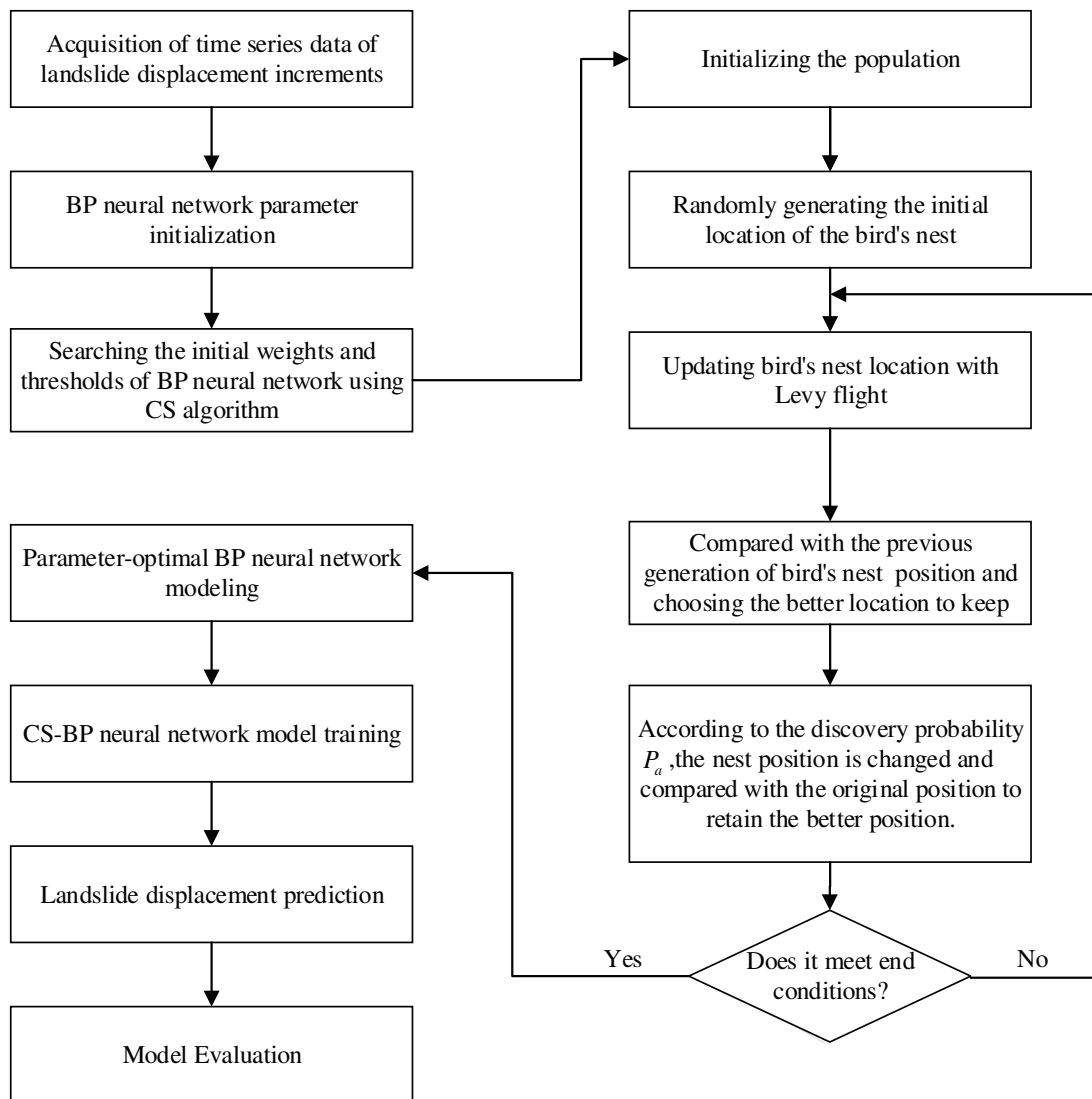 Acquisition of time series data of
landslide displacement increments
BP neural network parameter
initialization
Searching the initial weights and
thresholds of BP neural network using
CS algorithm
Initializing the population
Randomly generating the initial
location of the bird's nest
Updating bird's nest location with
Levy flight
Compared with the previous
generation of bird's nest position and
choosing the better location to keep
According to the discovery probability
P_a ,the nest position is changed and
compared with the original position to
retain the better position.
Does it meet end
conditions?
Yes
No
Parameter-optimal BP neural network
modeling
CS-BP neural network model training
Landslide displacement prediction
Model Evaluation